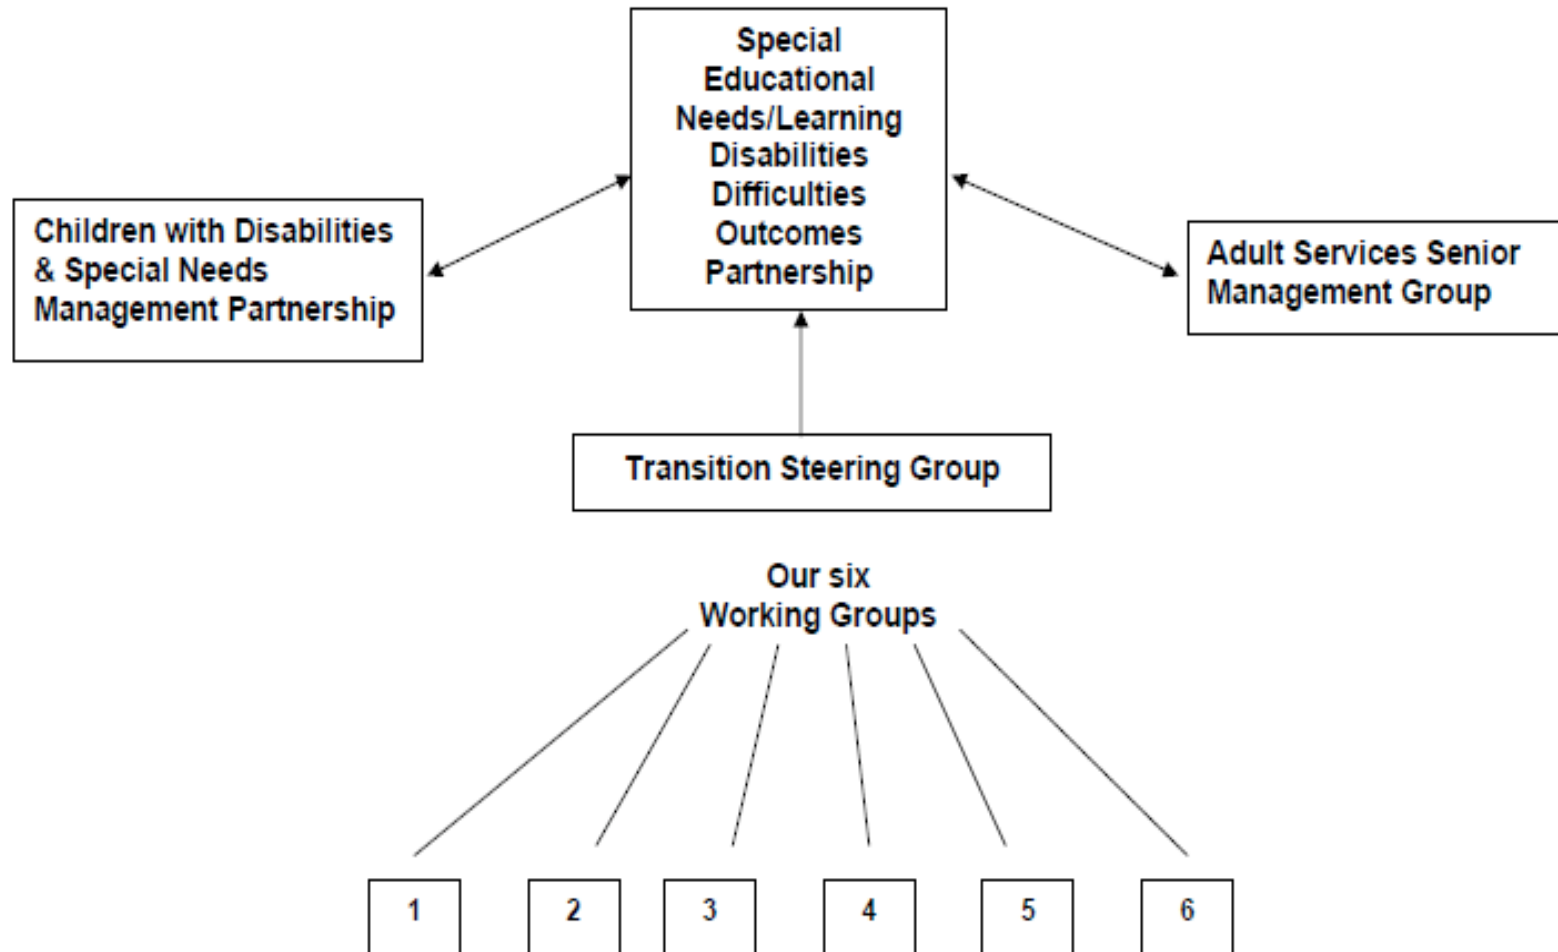 Special
Educational
Needs/Learning
Disabilities
Difficulties
Outcomes
Partnership
Children with Disabilities
& Special Needs
Management Partnership
Adult Services Senior
Management Group
Transition Steering Group
Our six
Working Groups
1
2
3
4
5
6